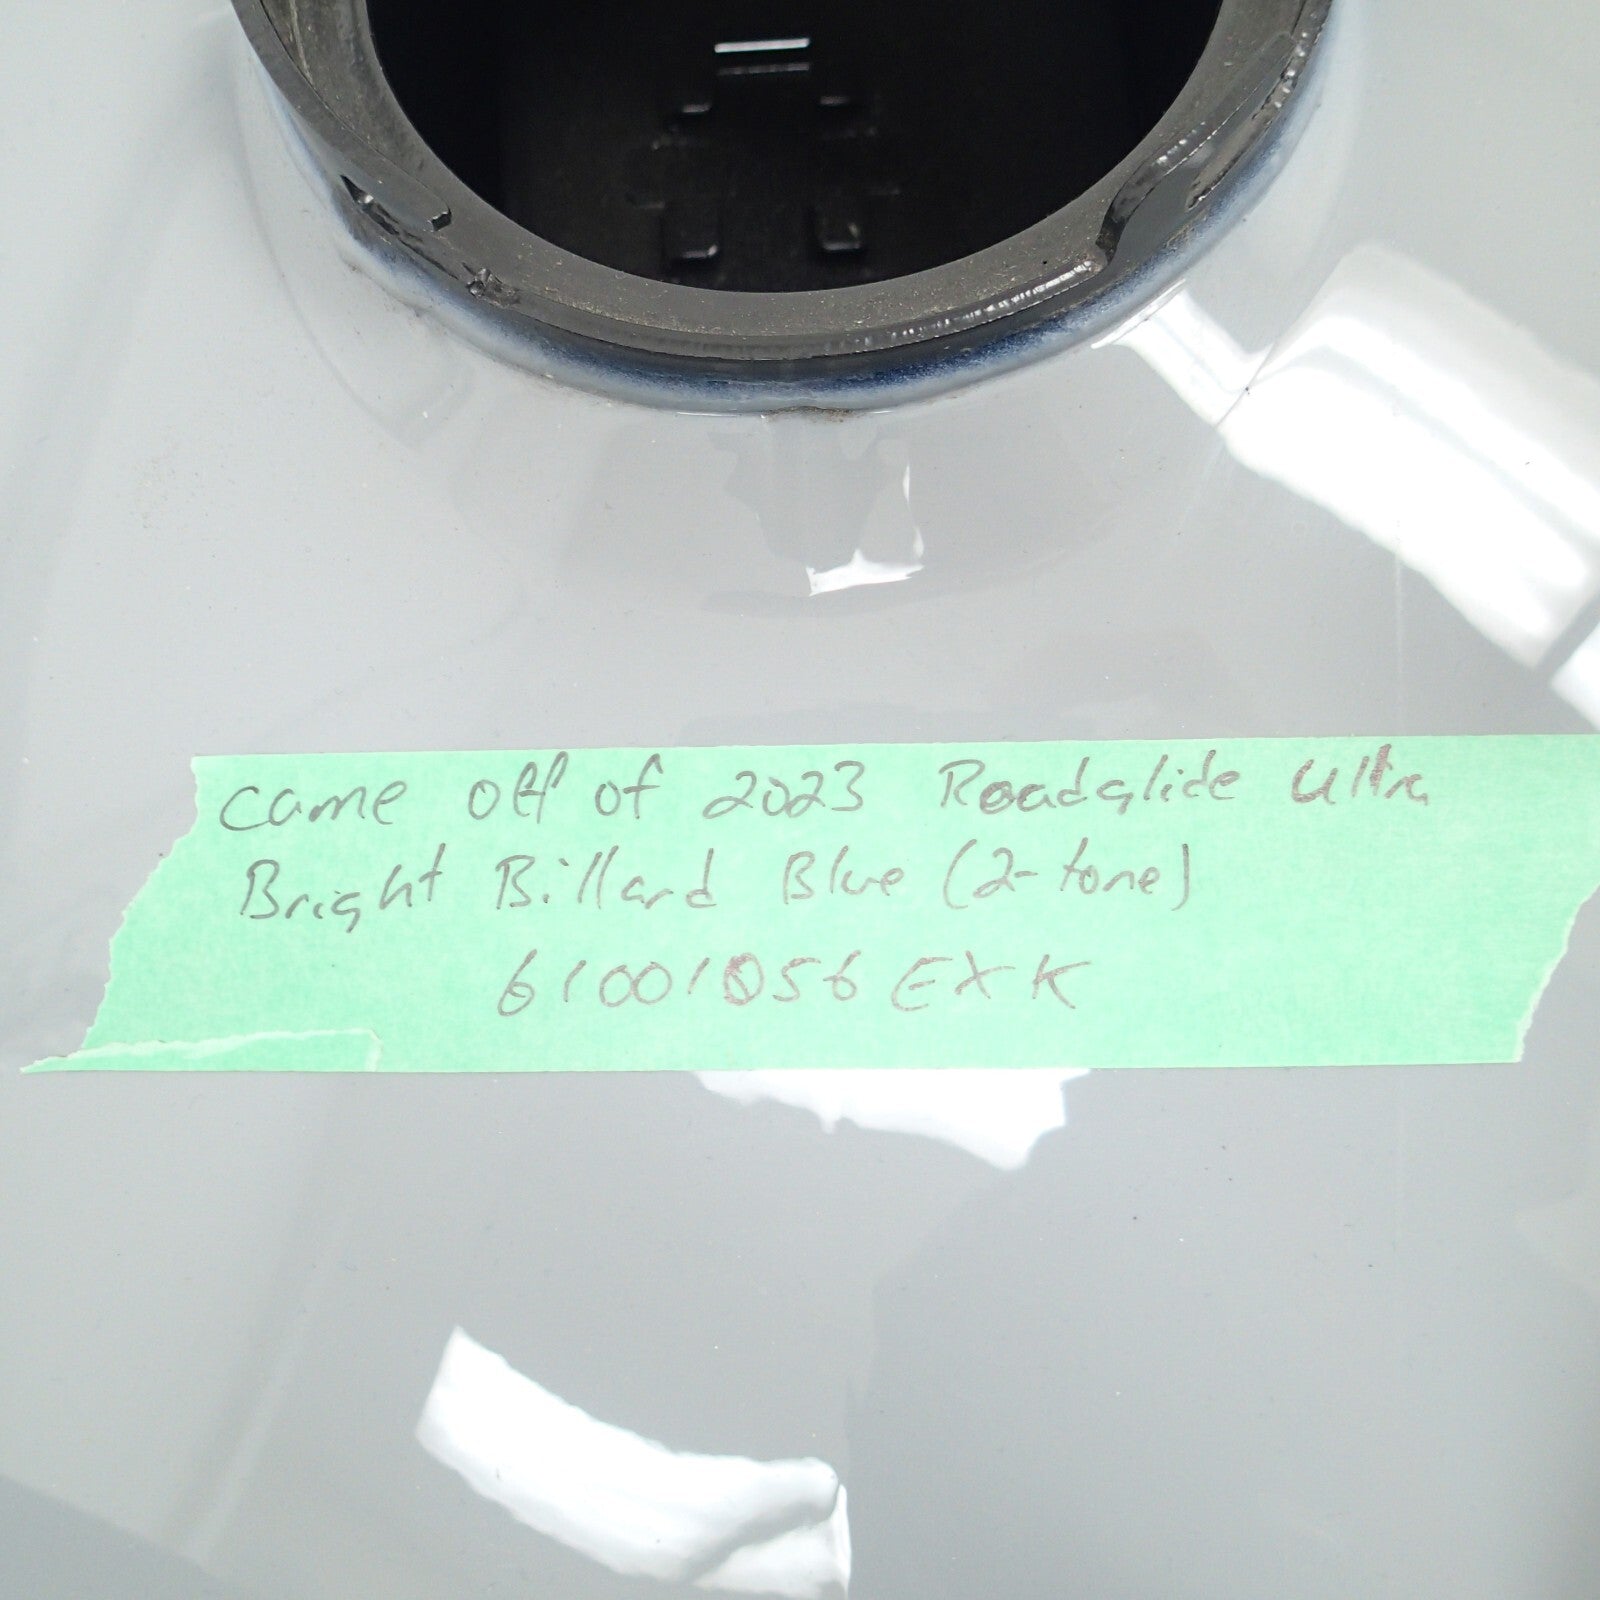 came off of 2023 Roadglide Ultra
Bright Billard Blue (2-tone)
61001056EXK